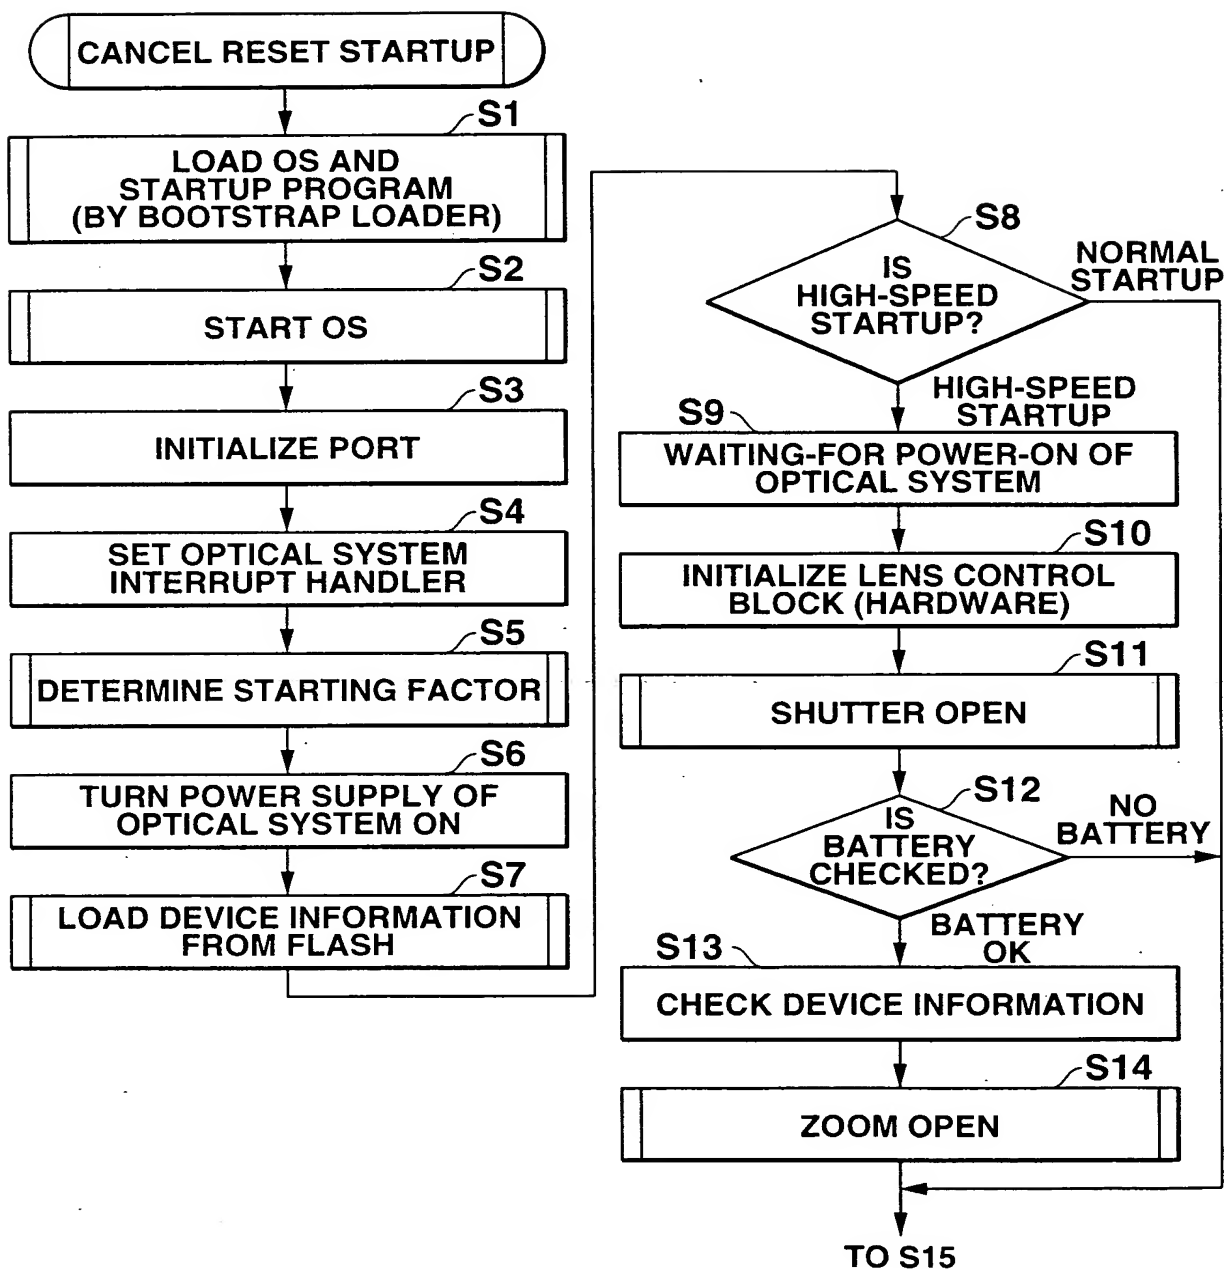 CANCEL RESET STARTUP
S1
LOAD OS AND
STARTUP PROGRAM
(BY BOOTSTRAP LOADER)
S2
START OS
S3
INITIALIZE PORT
S4
SET OPTICAL SYSTEM
INTERRUPT HANDLER
S5
DETERMINE STARTING FACTOR
S6
TURN POWER SUPPLY OF
OPTICAL SYSTEM ON
S7
LOAD DEVICE INFORMATION
FROM FLASH
S8
IS
HIGH-SPEED
STARTUP?
NORMAL
STARTUP
HIGH-SPEED
STARTUP
S9
WAITING-FOR POWER-ON OF
OPTICAL SYSTEM
S10
INITIALIZE LENS CONTROL
BLOCK (HARDWARE)
S11
SHUTTER OPEN
S12
IS
BATTERY
CHECKED?
NO
BATTERY
BATTERY
OK
S13
CHECK DEVICE INFORMATION
S14
ZOOM OPEN
TO S15